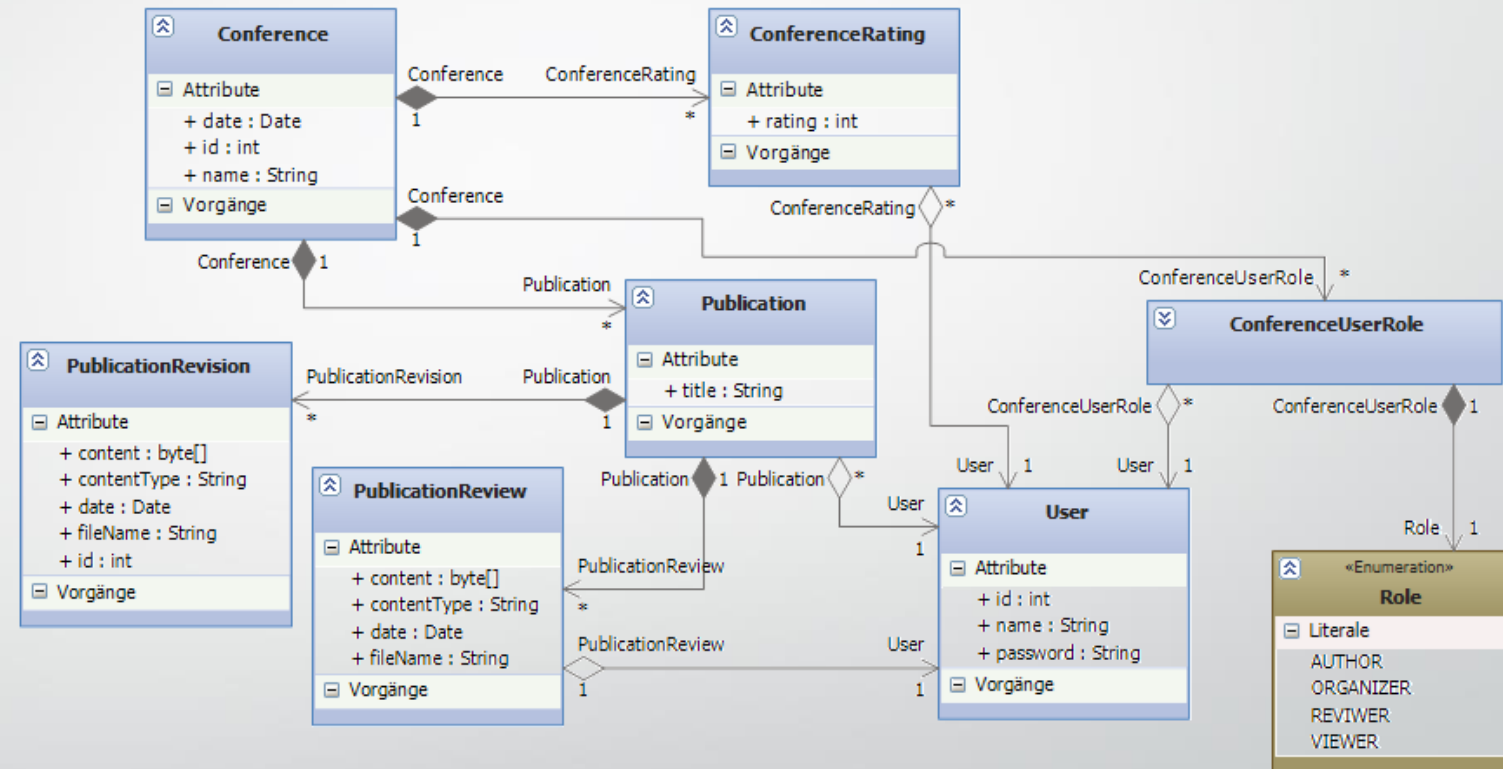 Conference
Attribute
+ date : Date
+ id : int
+ name : String
Vorgänge
Conference
1
ConferenceRating
*
ConferenceRating
Attribute
+ rating : int
Vorgänge
Conference
1
ConferenceRating
*
ConferenceUserRole
*
Conference
1
Publication
*
Publication
Attribute
+ title : String
Vorgänge
ConferenceUserRole
PublicationRevision
Attribute
+ content : byte[]
+ contentType : String
+ date : Date
+ fileName : String
+ id : int
Vorgänge
PublicationRevision
*
Publication
1
ConferenceUserRole
*
ConferenceUserRole
1
User
1
User
1
Publication
1
Publication
*
User
1
PublicationReview
Attribute
+ content : byte[]
+ contentType : String
+ date : Date
+ fileName : String
Vorgänge
PublicationReview
*
PublicationReview
1
User
1
User
Attribute
+ id : int
+ name : String
+ password : String
Vorgänge
Role
1
«Enumeration»
Role
Literale
AUTHOR
ORGANIZER
REVIWER
VIEWER